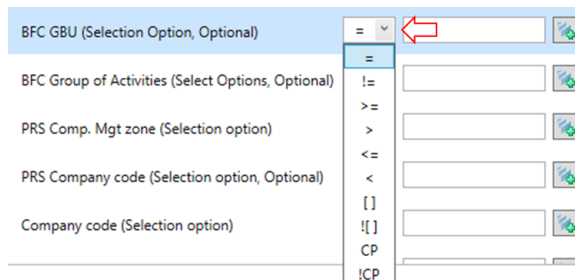 BFC GBU (Selection Option, Optional) =
=
BFC Group of Activities (Select Options, Optional) !=
>=
PRS Comp. Mgt zone (Selection option) >
<=
PRS Company code (Selection option, Optional) <
[]
Company code (Selection option) ![]
CP
!CP